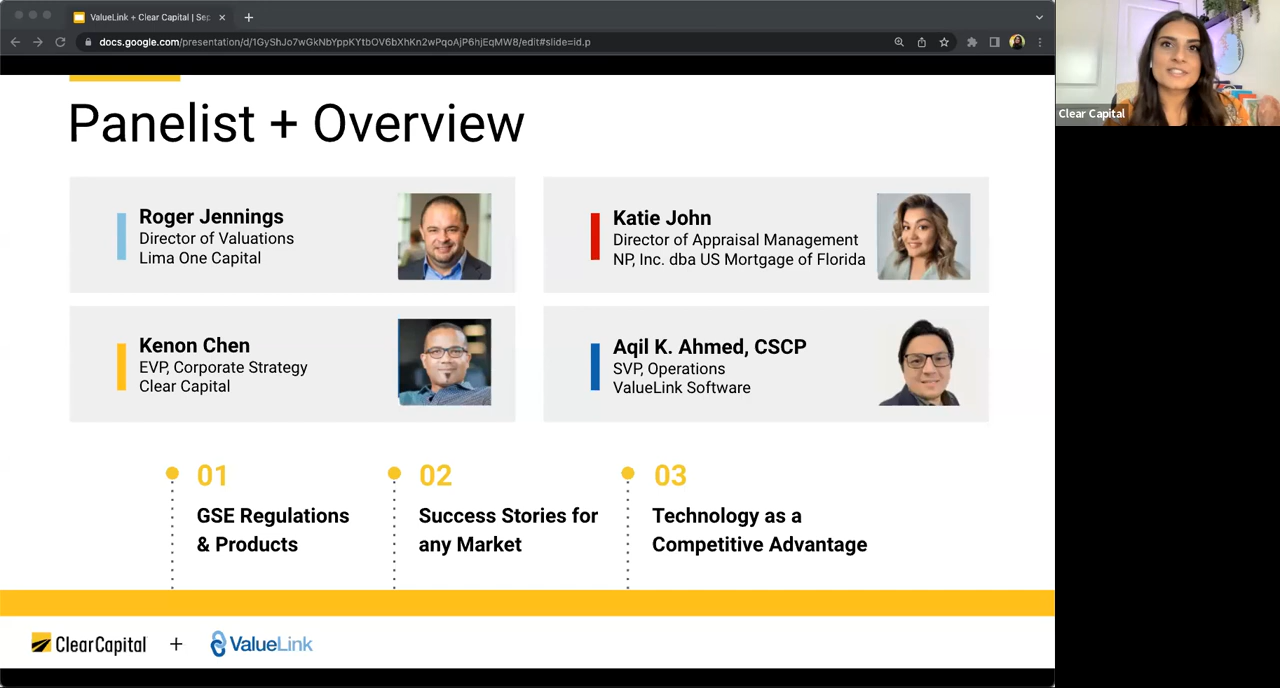 ValueLink + Clear Capital | Sep
docs.google.com/presentation/d/1GyShJo7wGkNbYppKYtbOV6bXhKn2wPqoAjP6hjEqMW8/edit#slide=id.p
Clear Capital
Panelist + Overview
Roger Jennings
Director of Valuations
Lima One Capital
Katie John
Director of Appraisal Management
NP, Inc. dba US Mortgage of Florida
Kenon Chen
EVP, Corporate Strategy
Clear Capital
Aqil K. Ahmed, CSCP
SVP, Operations
ValueLink Software
01
GSE Regulations
& Products
02
Success Stories for
any Market
03
Technology as a
Competitive Advantage
ClearCapital + ValueLink